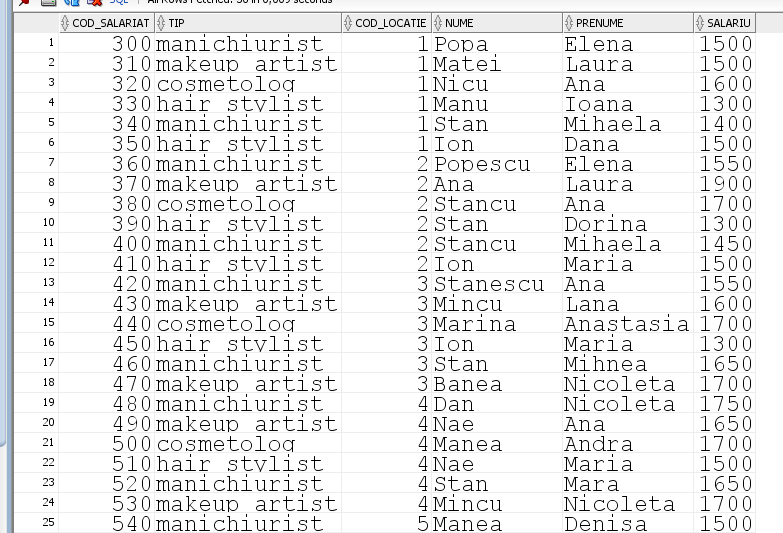 SQL | All Rows Fetched: 30 in 0,009 seconds
COD_SALARIAT TIP COD_LOCATIE NUME PRENUME SALARIU
1 300 manichiurist 1 Popa Elena 1500
2 310 makeup artist 1 Matei Laura 1500
3 320 cosmetolog 1 Nicu Ana 1600
4 330 hair stylist 1 Manu Ioana 1300
5 340 manichiurist 1 Stan Mihaela 1400
6 350 hair stylist 1 Ion Dana 1500
7 360 manichiurist 2 Popescu Elena 1550
8 370 makeup artist 2 Ana Laura 1900
9 380 cosmetolog 2 Stancu Ana 1700
10 390 hair stylist 2 Stan Dorina 1300
11 400 manichiurist 2 Stancu Mihaela 1450
12 410 hair stylist 2 Ion Maria 1500
13 420 manichiurist 3 Stanescu Ana 1550
14 430 makeup artist 3 Mincu Lana 1600
15 440 cosmetolog 3 Marina Anastasia 1700
16 450 hair stylist 3 Ion Maria 1300
17 460 manichiurist 3 Stan Mihnea 1650
18 470 makeup artist 3 Banea Nicoleta 1700
19 480 manichiurist 4 Dan Nicoleta 1750
20 490 makeup artist 4 Nae Ana 1650
21 500 cosmetolog 4 Manea Andra 1700
22 510 hair stylist 4 Nae Maria 1500
23 520 manichiurist 4 Stan Mara 1650
24 530 makeup artist 4 Mincu Nicoleta 1700
25 540 manichiurist 5 Manea Denisa 1500